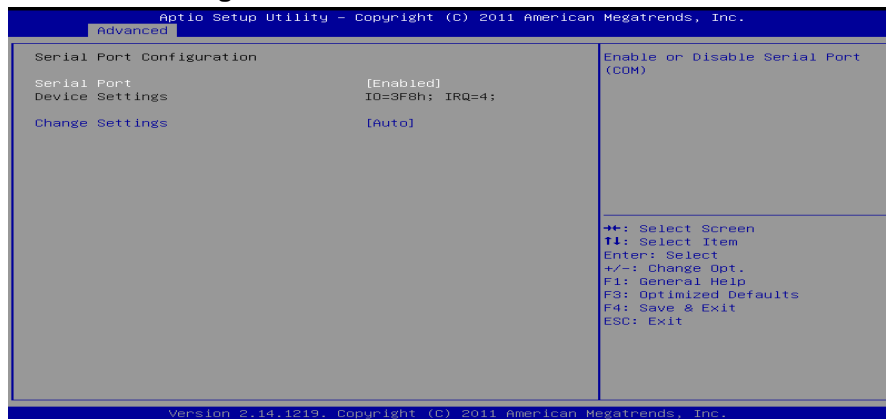 Aptio Setup Utility – Copyright (C) 2011 American Megatrends, Inc.
Advanced
Serial Port Configuration
Serial Port [Enabled]
Device Settings IO=3F8h; IRQ=4;
Change Settings [Auto]
Enable or Disable Serial Port
(COM)
→←: Select Screen
↑↓: Select Item
Enter: Select
+/-: Change Opt.
F1: General Help
F3: Optimized Defaults
F4: Save & Exit
ESC: Exit
Version 2.14.1219. Copyright (C) 2011 American Megatrends, Inc.